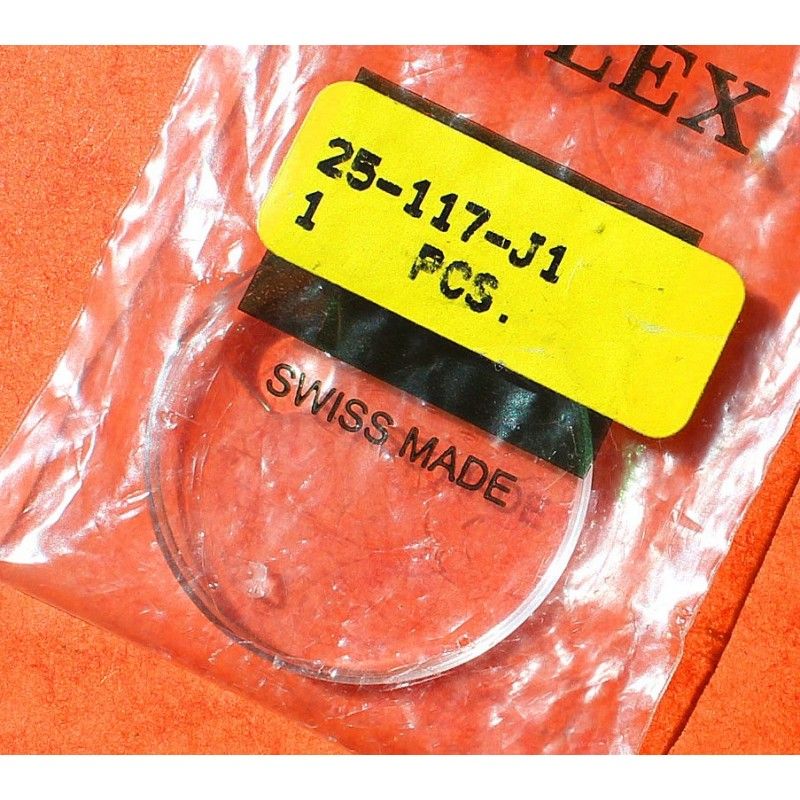 LEX
25-117-J1
1 PCS.
SWISS MADE